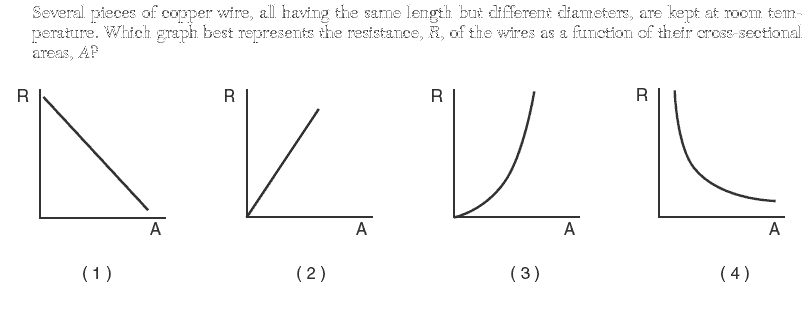 Several pieces of copper wire, all having the same length but different diameters, are kept at room tem-
perature. Which graph best represents the resistance, R, of the wires as a function of their cross-sectional
areas, A?
R R R R
A A A A
(1) (2) (3) (4)